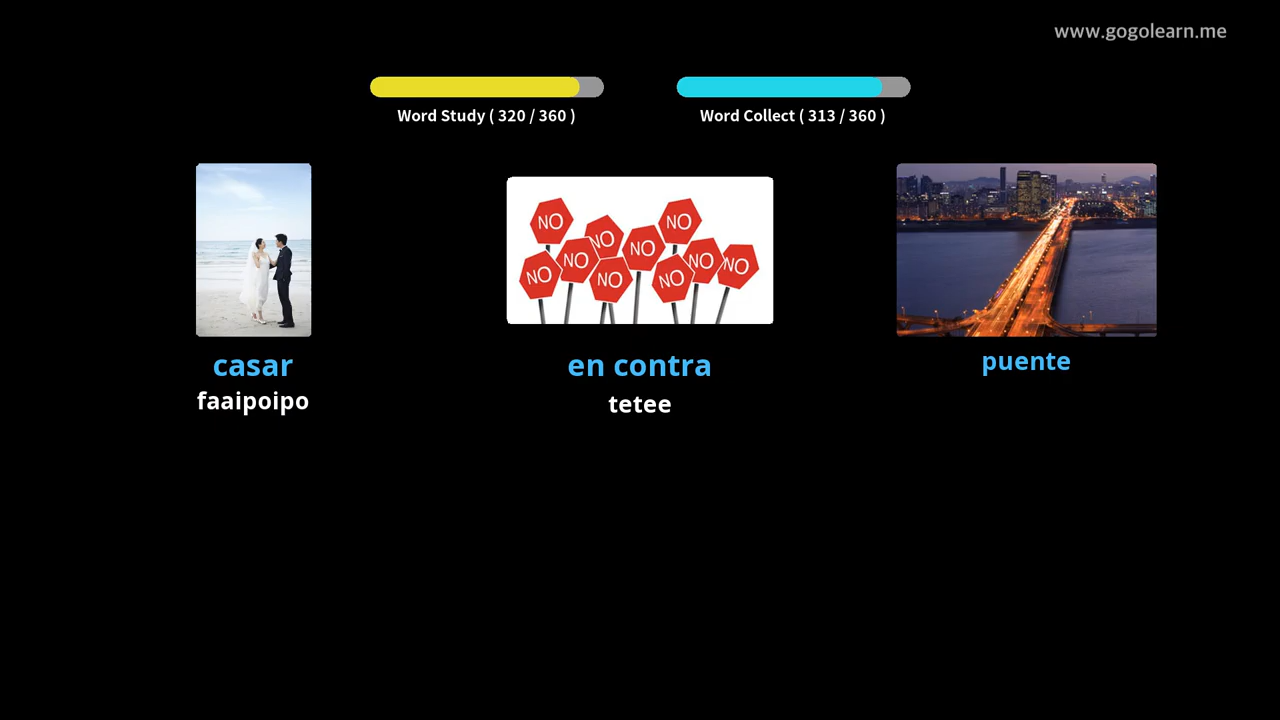 www.gogolearn.me
Word Study ( 320 / 360 )
Word Collect ( 313 / 360 )
NO
NO
NO
NO
NO
NO
NO
NO
NO
NO
casar
faaipoipo
en contra
tetee
puente